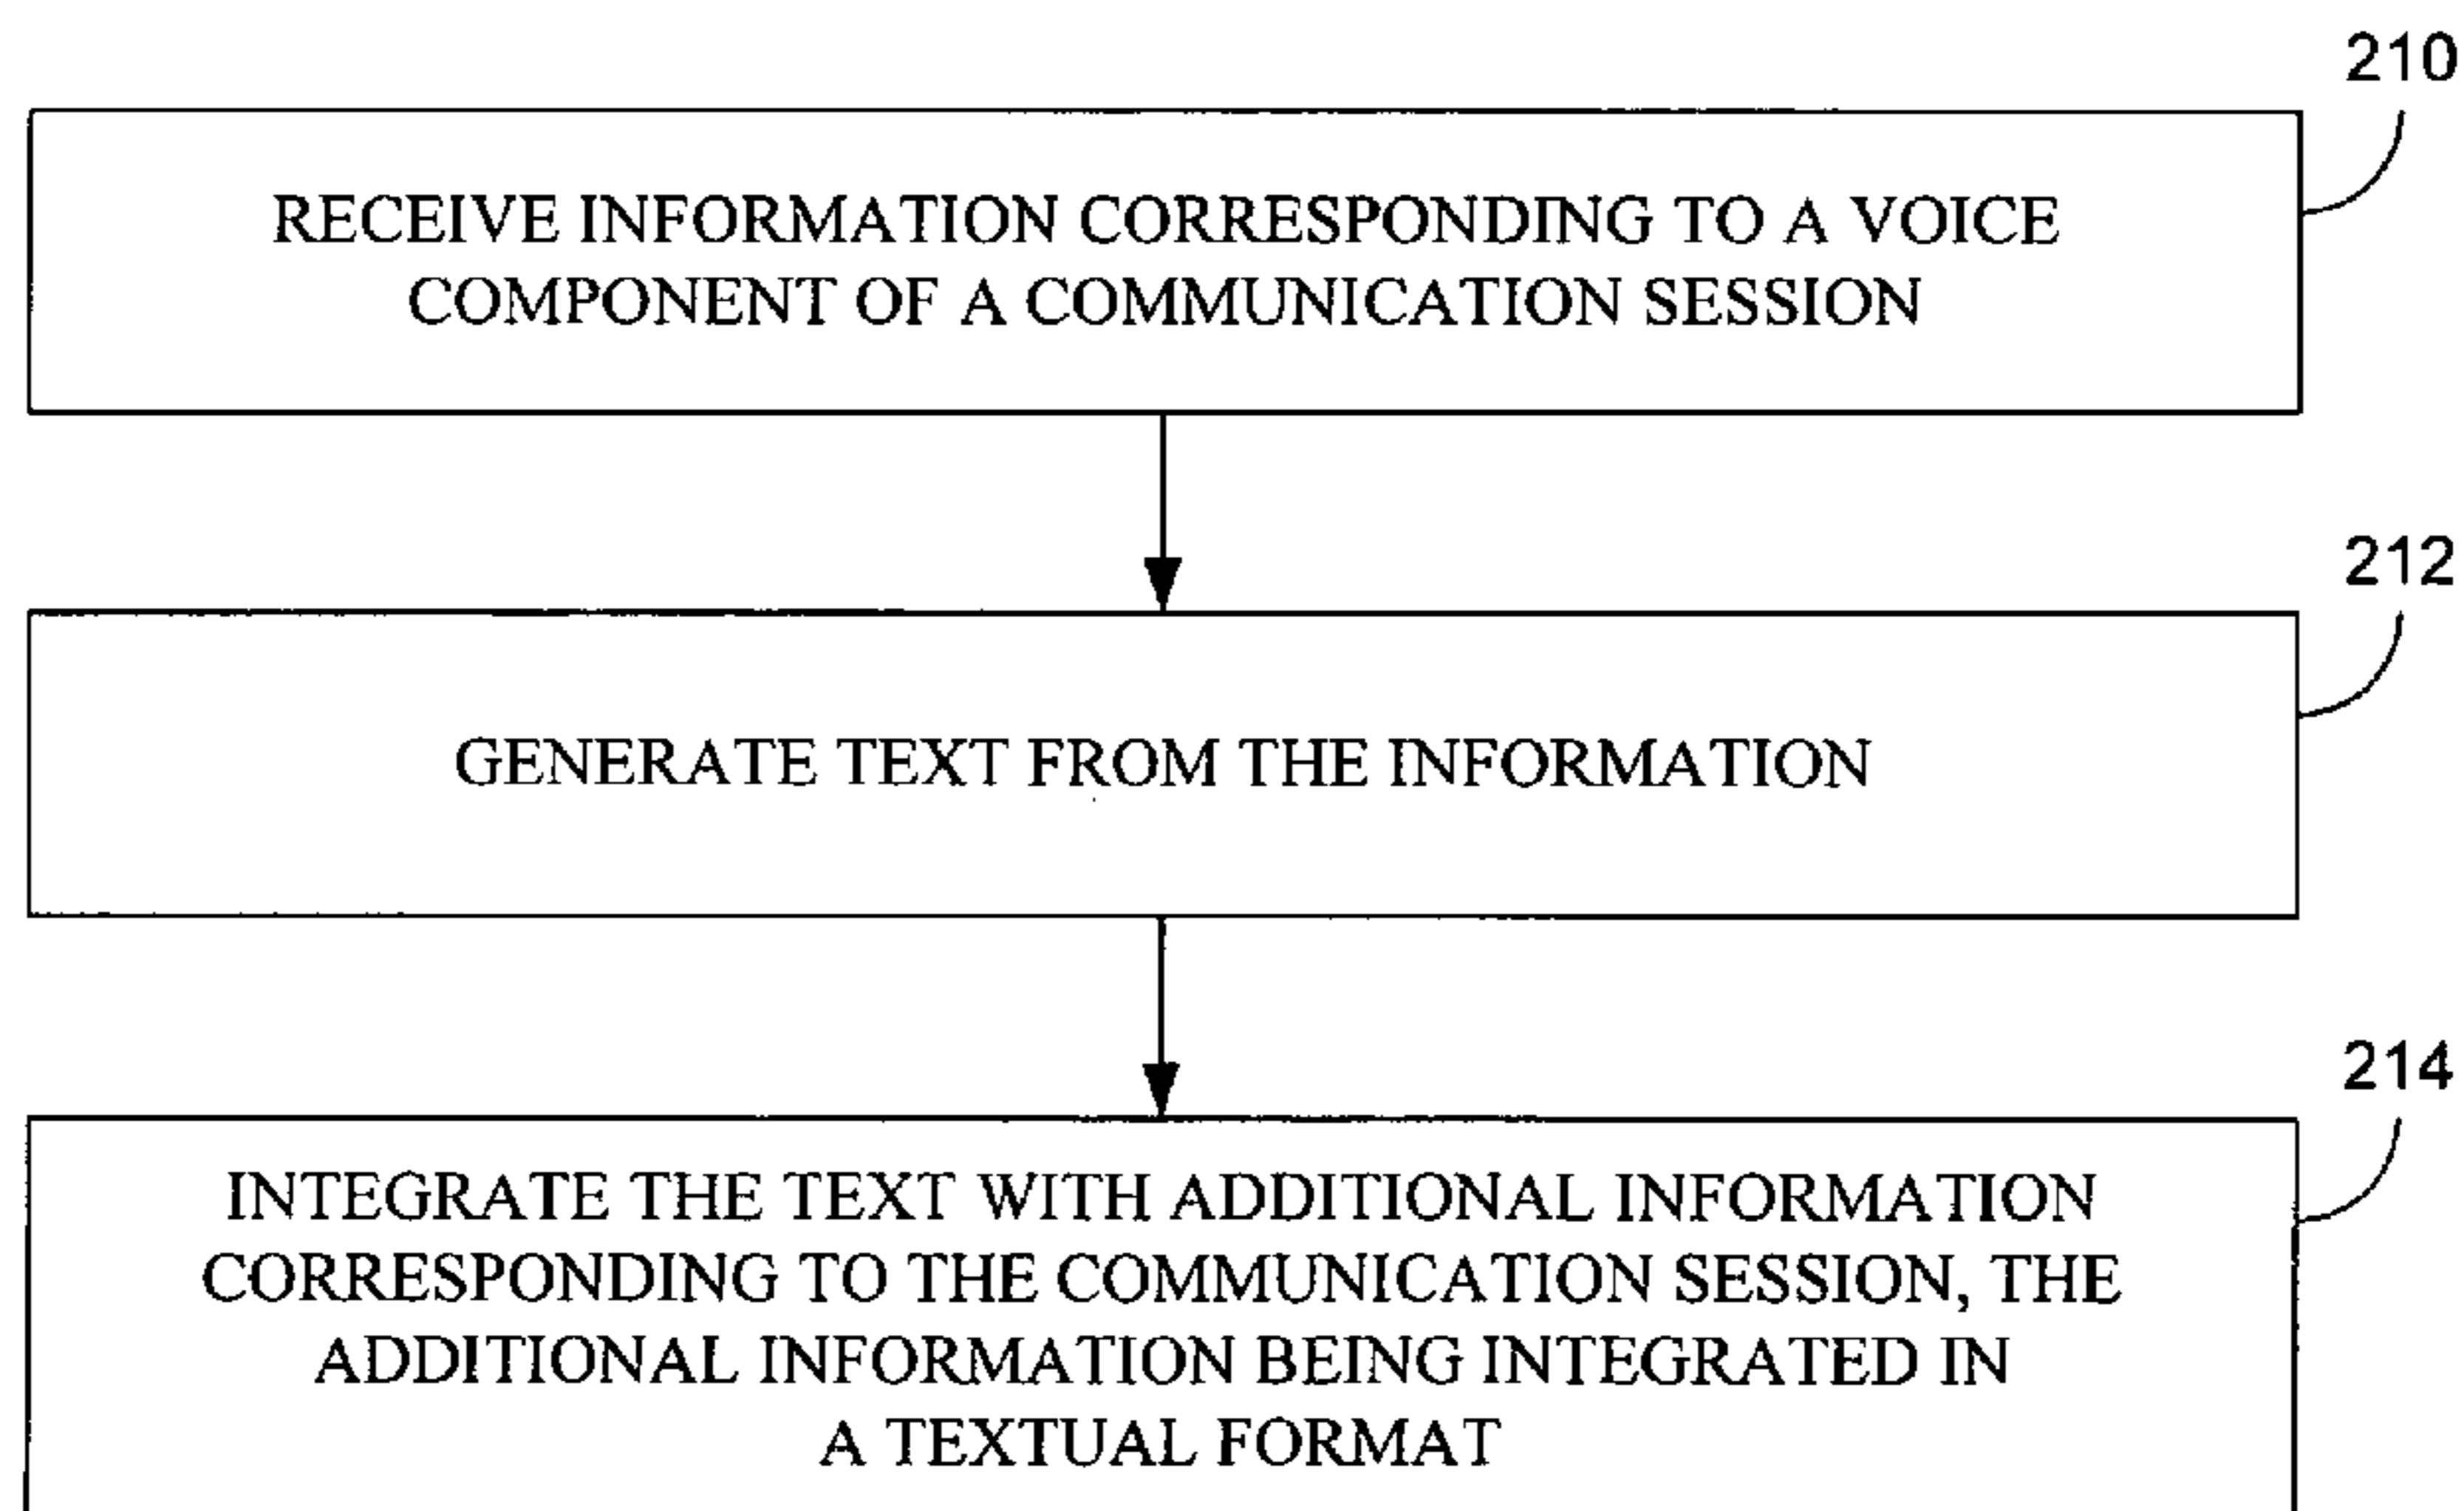 210
RECEIVE INFORMATION CORRESPONDING TO A VOICE
COMPONENT OF A COMMUNICATION SESSION
212
GENERATE TEXT FROM THE INFORMATION
214
INTEGRATE THE TEXT WITH ADDITIONAL INFORMATION
CORRESPONDING TO THE COMMUNICATION SESSION, THE
ADDITIONAL INFORMATION BEING INTEGRATED IN
A TEXTUAL FORMAT